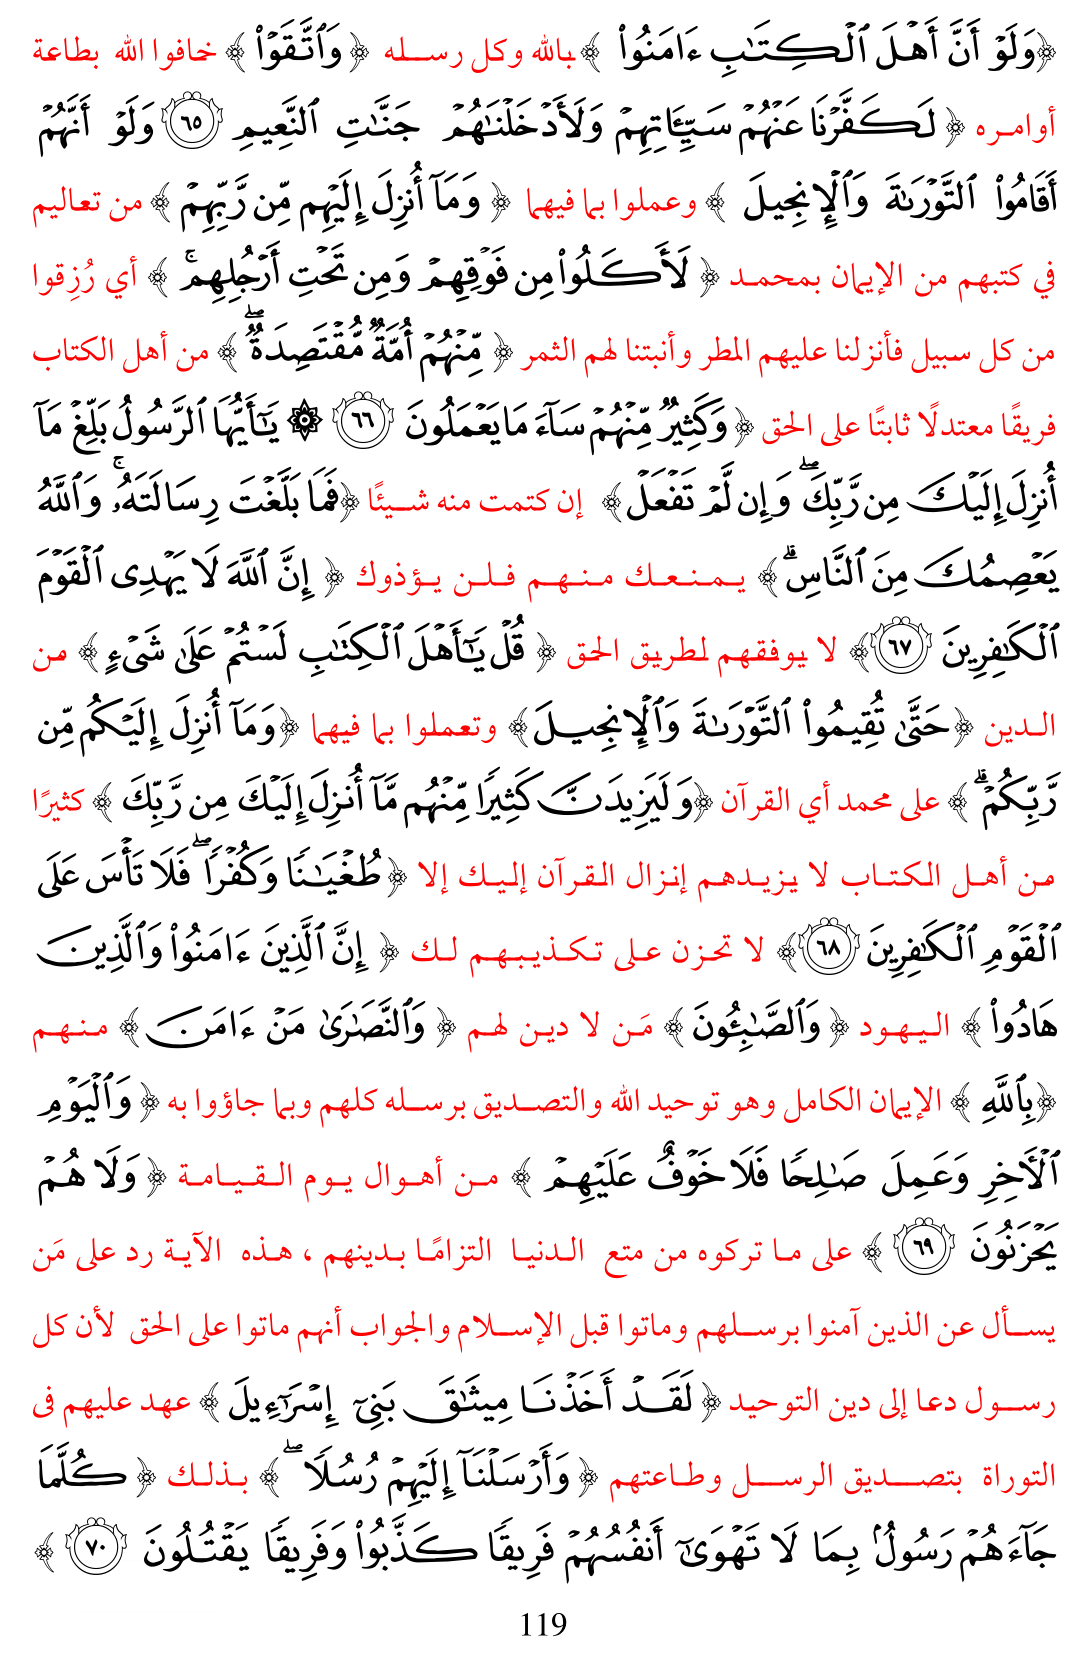 ﴿وَلَوْ أَنَّ أَهْلَ ٱلْكِتَٰبِ ءَامَنُوا۟ ﴾ بالله وكل رسله ﴿ وَٱتَّقَوْا۟ ﴾ خافوا الله بطاعة
أوامره ﴿ لَكَفَّرْنَا عَنْهُمْ سَيِّـَٔاتِهِمْ وَلَأَدْخَلْنَٰهُمْ جَنَّٰتِ ٱلنَّعِيمِ ٦٥ وَلَوْ أَنَّهُمْ
أَقَامُوا۟ ٱلتَّوْرَىٰةَ وَٱلْإِنجِيلَ ﴾ وعملوا بما فيهما ﴿ وَمَآ أُنزِلَ إِلَيْهِم مِّن رَّبِّهِمْ ﴾ من تعاليم
في كتبهم من الإيمان بمحمد ﴿ لَأَكَلُوا۟ مِن فَوْقِهِمْ وَمِن تَحْتِ أَرْجُلِهِم ۚ ﴾ أي رُزِقوا
من كل سبيل فأنزلنا عليهم المطر وأنبتنا لهم الثمر ﴿ مِّنْهُمْ أُمَّةٌ مُّقْتَصِدَةٌ ۖ ﴾ من أهل الكتاب
فريقًا معتدلًا ثابتًا على الحق ﴿ وَكَثِيرٌ مِّنْهُمْ سَآءَ مَا يَعْمَلُونَ ٦٦ ۞ يَٰٓأَيُّهَا ٱلرَّسُولُ بَلِّغْ مَآ
أُنزِلَ إِلَيْكَ مِن رَّبِّكَ ۖ وَإِن لَّمْ تَفْعَلْ ﴾ إن كتمت منه شيئًا ﴿فَمَا بَلَّغْتَ رِسَالَتَهُۥ ۚ وَٱللَّهُ
يَعْصِمُكَ مِنَ ٱلنَّاسِ ۗ ﴾ يمنعك منهم فلن يؤذوك ﴿ إِنَّ ٱللَّهَ لَا يَهْدِى ٱلْقَوْمَ
ٱلْكَٰفِرِينَ ٦٧ ﴾ لا يوفقهم لطريق الحق ﴿ قُلْ يَٰٓأَهْلَ ٱلْكِتَٰبِ لَسْتُمْ عَلَىٰ شَىْءٍ ﴾ من
الدين ﴿حَتَّىٰ تُقِيمُوا۟ ٱلتَّوْرَىٰةَ وَٱلْإِنجِيلَ﴾ وتعملوا بما فيهما ﴿وَمَآ أُنزِلَ إِلَيْكُم مِّن
رَّبِّكُمْ ۗ ﴾ على محمد أي القرآن ﴿وَلَيَزِيدَنَّ كَثِيرًا مِّنْهُم مَّآ أُنزِلَ إِلَيْكَ مِن رَّبِّكَ ﴾ كثيرًا
من أهل الكتاب لا يزيدهم إنزال القرآن إليك إلا ﴿طُغْيَٰنًا وَكُفْرًا ۖ فَلَا تَأْسَ عَلَى
ٱلْقَوْمِ ٱلْكَٰفِرِينَ ٦٨ ﴾ لا تحزن على تكذيبهم لك ﴿ إِنَّ ٱلَّذِينَ ءَامَنُوا۟ وَٱلَّذِينَ
هَادُوا۟ ﴾ اليهود ﴿ وَٱلصَّٰبِـُٔونَ ﴾ مَن لا دين لهم ﴿ وَٱلنَّصَٰرَىٰ مَنْ ءَامَنَ ﴾ منهم
﴿بِٱللَّهِ ﴾ الإيمان الكامل وهو توحيد الله والتصديق برسله كلهم وبما جاؤوا به ﴿ وَٱلْيَوْمِ
ٱلْـَٔاخِرِ وَعَمِلَ صَٰلِحًا فَلَا خَوْفٌ عَلَيْهِمْ ﴾ من أهوال يوم القيامة ﴿ وَلَا هُمْ
يَحْزَنُونَ ٦٩ ﴾ على ما تركوه من متع الدنيا التزامًا بدينهم ، هذه الآية رد على مَن
يسأل عن الذين آمنوا برسلهم وماتوا قبل الإسلام والجواب أنهم ماتوا على الحق لأن كل
رسول دعا إلى دين التوحيد ﴿ لَقَدْ أَخَذْنَا مِيثَٰقَ بَنِىٓ إِسْرَٰٓءِيلَ ﴾ عهد عليهم فى
التوراة بتصديق الرسل وطاعتهم ﴿ وَأَرْسَلْنَآ إِلَيْهِمْ رُسُلًا ۖ ﴾ بذلك ﴿ كُلَّمَا
جَآءَهُمْ رَسُولٌۢ بِمَا لَا تَهْوَىٰٓ أَنفُسُهُمْ فَرِيقًا كَذَّبُوا۟ وَفَرِيقًا يَقْتُلُونَ ٧٠ ﴾
119